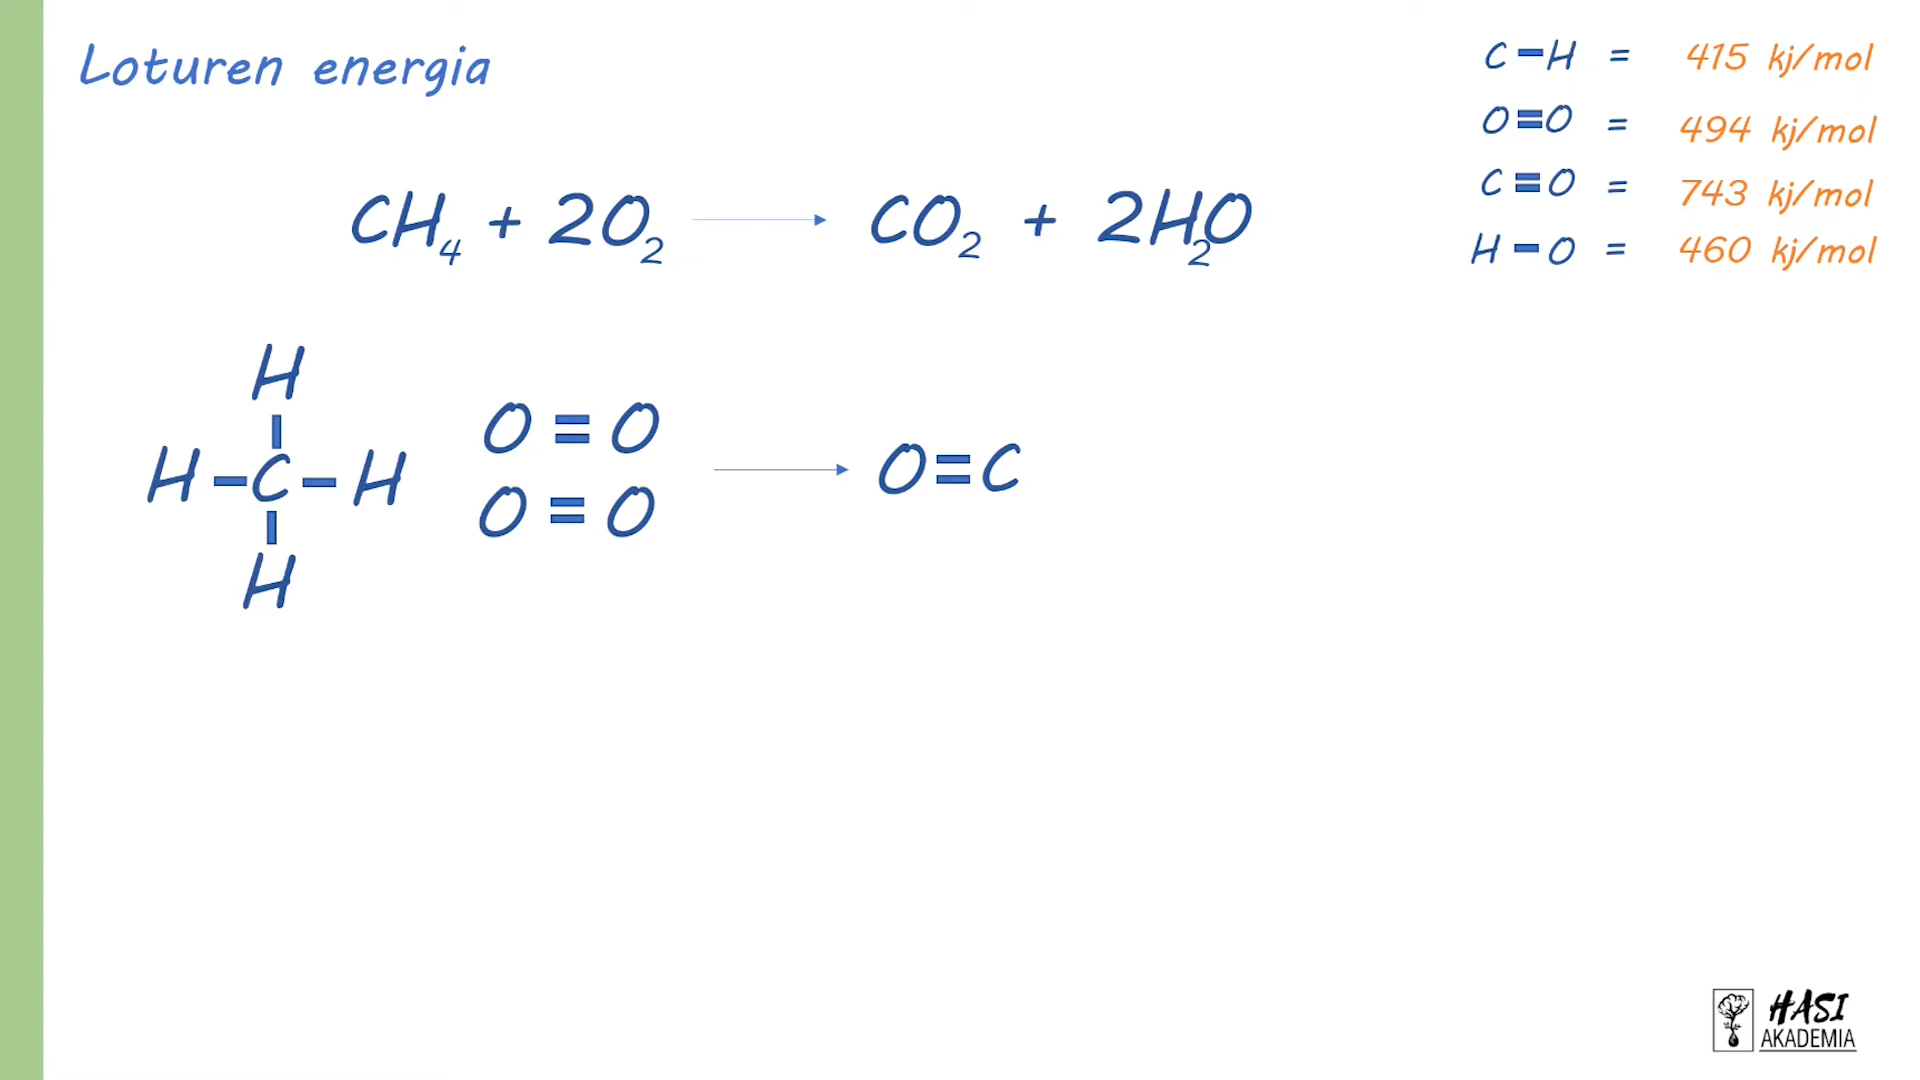 Loturen energia
C-H = 415 kj/mol
O=O = 494 kj/mol
C=O = 743 kj/mol
H-O = 460 kj/mol
CH₄ + 2O₂ → CO₂ + 2H₂O
H
O = O
H-C-H → O=C
O = O
H
HASI
AKADEMIA